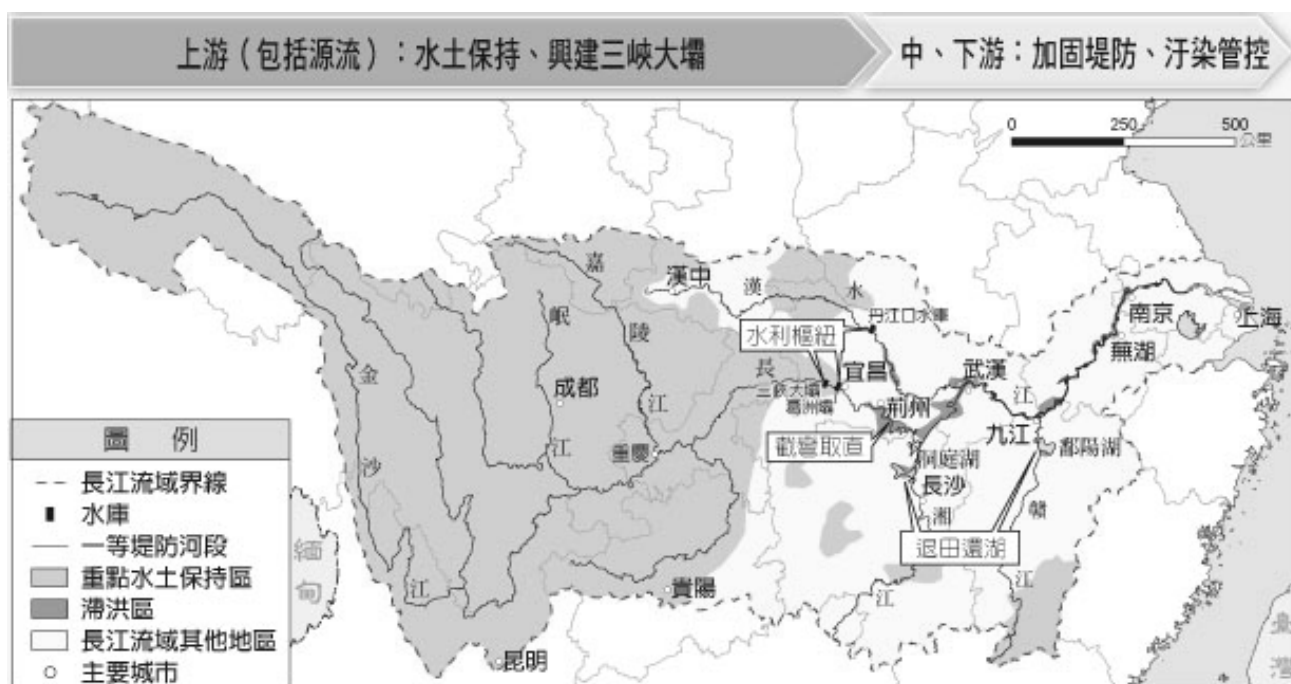 上游（包括源流）：水土保持、興建三峽大壩
中、下游：加固堤防、汙染管控
0 250 500
公里
嘉
陵
江
漢中
漢
水
丹江口水庫
岷
江
水利樞紐
宜昌
三峽大壩
葛洲壩
長
江
武漢
荊州
南京
上海
蕪湖
金
沙
江
成都
重慶
九江
鄱陽湖
截彎取直
洞庭湖
長沙
湘
江
贛
江
退田還湖
貴陽
昆明
緬
甸
臺
灣
圖 例
長江流域界線
水庫
一等堤防河段
重點水土保持區
滯洪區
長江流域其他地區
主要城市